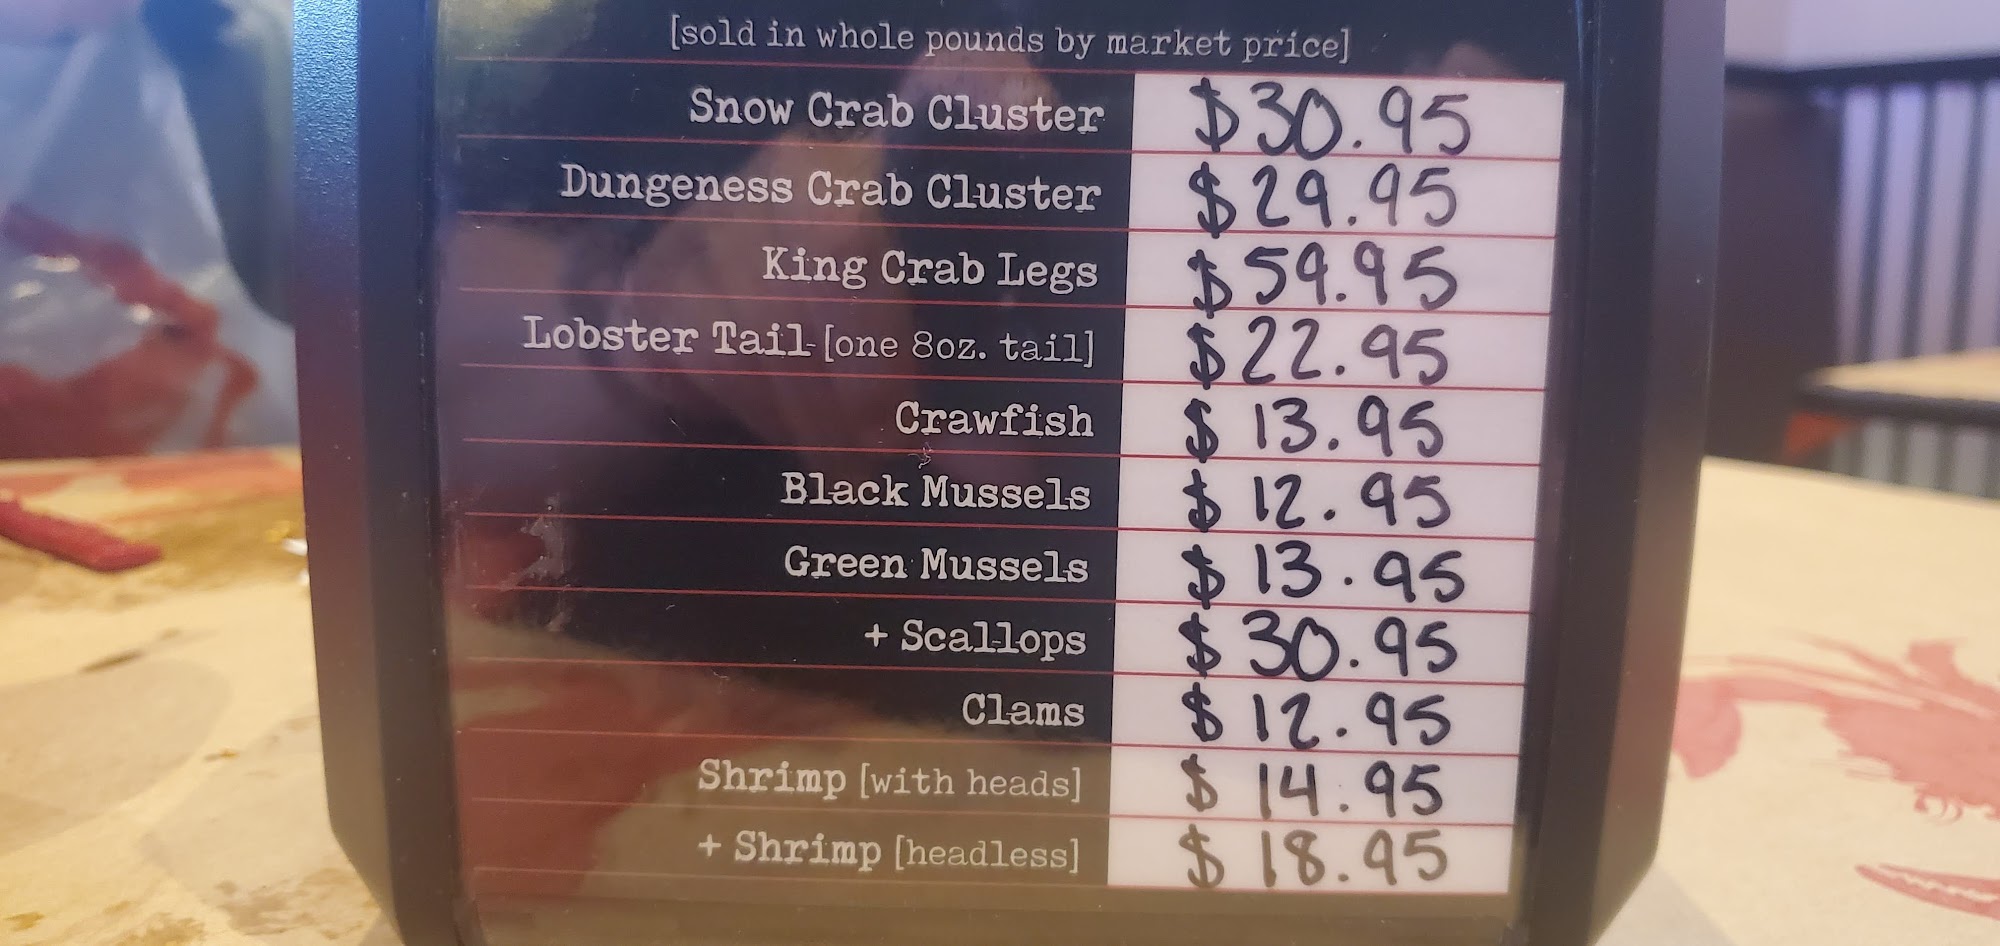 [sold in whole pounds by market price]
Snow Crab Cluster $30.95
Dungeness Crab Cluster $29.95
King Crab Legs $59.95
Lobster Tail [one 8oz. tail] $22.95
Crawfish $13.95
Black Mussels $12.95
Green Mussels $13.95
+ Scallops $30.95
Clams $12.95
Shrimp [with heads] $14.95
+ Shrimp [headless] $18.95